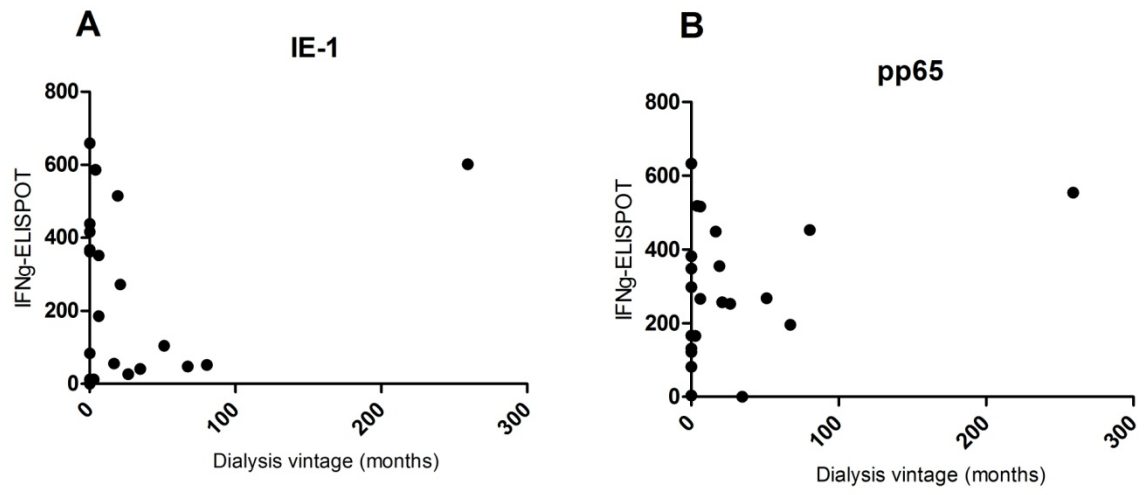 A
IE-1
800
600
400
200
0
IFNg-ELISPOT
0
100
200
300
Dialysis vintage (months)
B
pp65
800
600
400
200
0
IFNg-ELISPOT
0
100
200
300
Dialysis vintage (months)